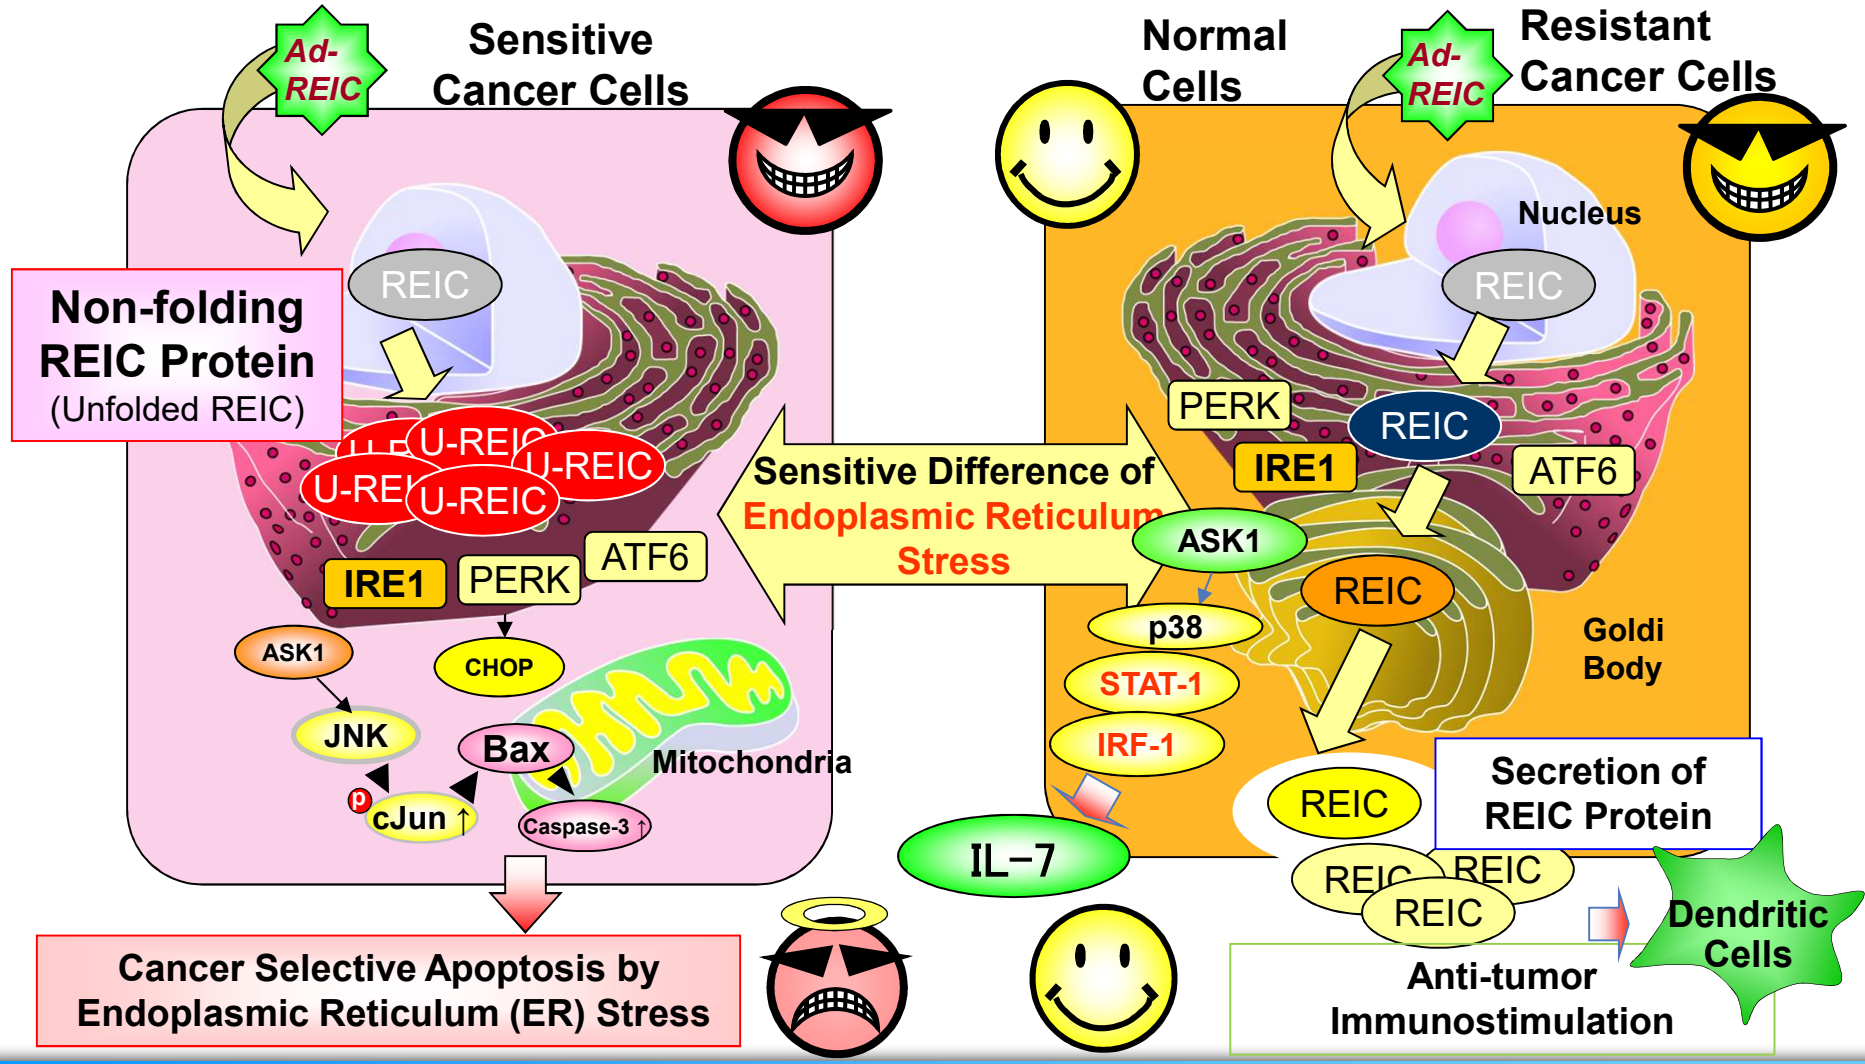 Ad-
REIC
Sensitive
Cancer Cells
Non-folding
REIC Protein
(Unfolded REIC)
REIC
U-REIC
U-REIC
U-REI
U-REIC
IRE1
PERK
ATF6
ASK1
CHOP
JNK
Bax
Mitochondria
p
cJun ↑
Caspase-3 ↑
Cancer Selective Apoptosis by
Endoplasmic Reticulum (ER) Stress
Sensitive Difference of
Endoplasmic Reticulum
Stress
Normal
Cells
Ad-
REIC
Resistant
Cancer Cells
Nucleus
REIC
PERK
REIC
IRE1
ATF6
ASK1
REIC
p38
Goldi
Body
STAT-1
IRF-1
IL-7
REIC
Secretion of
REIC Protein
REIC
REIC
REIC
Dendritic
Cells
Anti-tumor
Immunostimulation